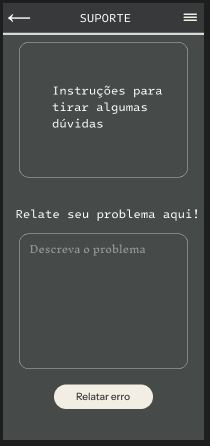 SUPORTE
Instruções para
tirar algumas
dúvidas
Relate seu problema aqui!
Descreva o problema
Relatar erro